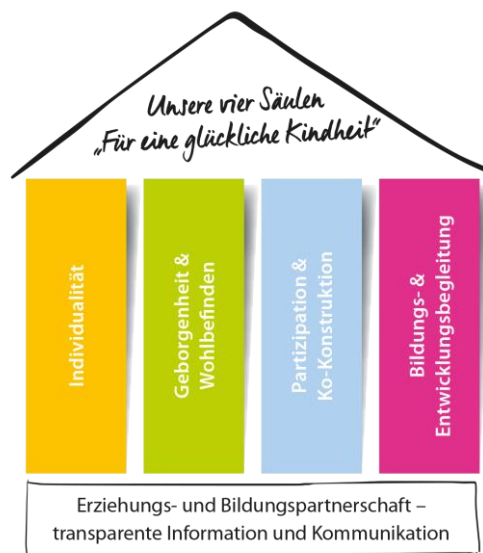 Unsere vier Säulen
„Für eine glückliche Kindheit“
Individualität
Geborgenheit &
Wohlbefinden
Partizipation &
Ko-Konstruktion
Bildungs- &
Entwicklungsbegleitung
Erziehungs- und Bildungspartnerschaft –
transparente Information und Kommunikation